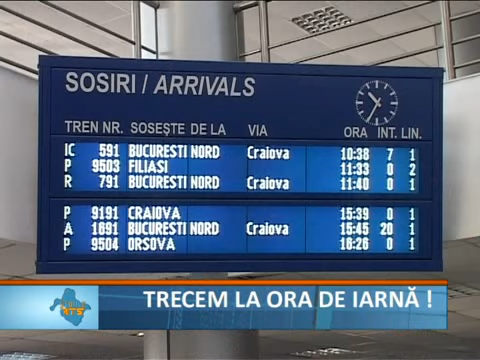 SOSIRI / ARRIVALS
TREN NR. SOSEŞTE DE LA VIA ORA INT. LIN.
IC 591 BUCURESTI NORD Craiova 10:38 7 1
P 9503 FILIASI 11:33 0 2
R 791 BUCURESTI NORD Craiova 11:40 0 1
P 9191 CRAIOVA 15:39 0 1
A 1691 BUCURESTI NORD Craiova 15:45 20 1
P 9504 ORSOVA 16:26 0 1
TRECEM LA ORA DE IARNĂ !